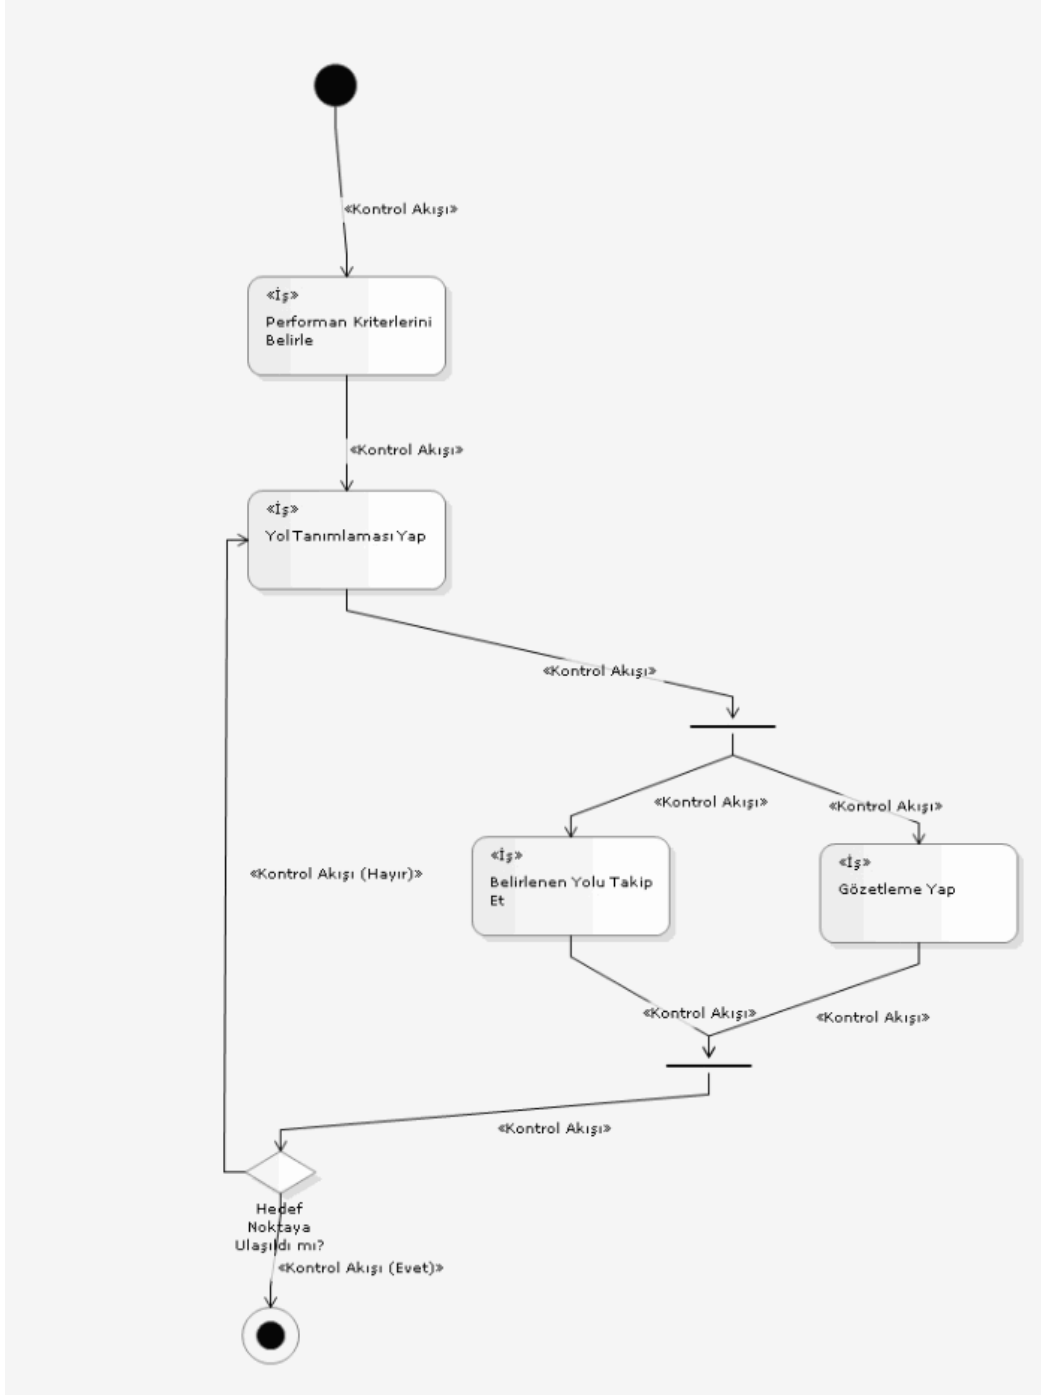 «Kontrol Akışı»
«İş»
Performan Kriterlerini
Belirle
«Kontrol Akışı»
«İş»
Yol Tanımlaması Yap
«Kontrol Akışı»
«Kontrol Akışı»
«Kontrol Akışı»
«İş»
Belirlenen Yolu Takip
Et
«İş»
Gözetleme Yap
«Kontrol Akışı (Hayır)»
«Kontrol Akışı»
«Kontrol Akışı»
«Kontrol Akışı»
Hedef
Noktaya
Ulaşıldı mı?
«Kontrol Akışı (Evet)»